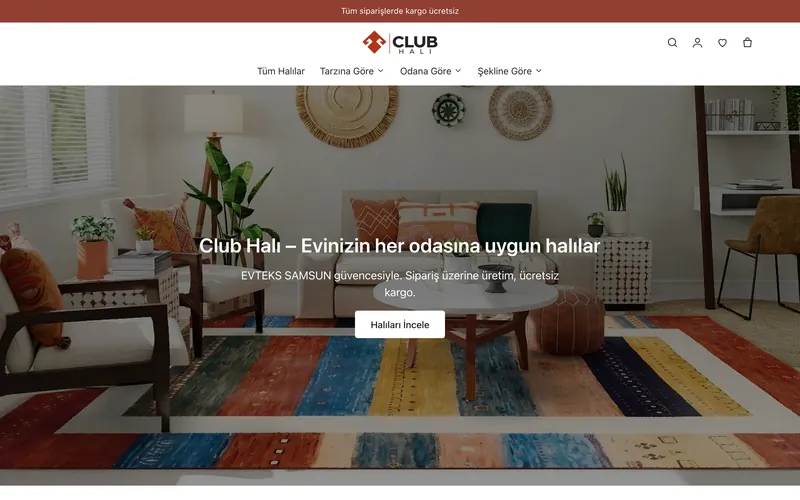 Tüm siparişlerde kargo ücretsiz
CLUB
HALI
Tüm Halılar
Tarzına Göre
Odana Göre
Şekline Göre
Club Halı – Evinizin her odasına uygun halılar
EVTEKS SAMSUN güvencesiyle. Sipariş üzerine üretim, ücretsiz
kargo.
Halıları İncele